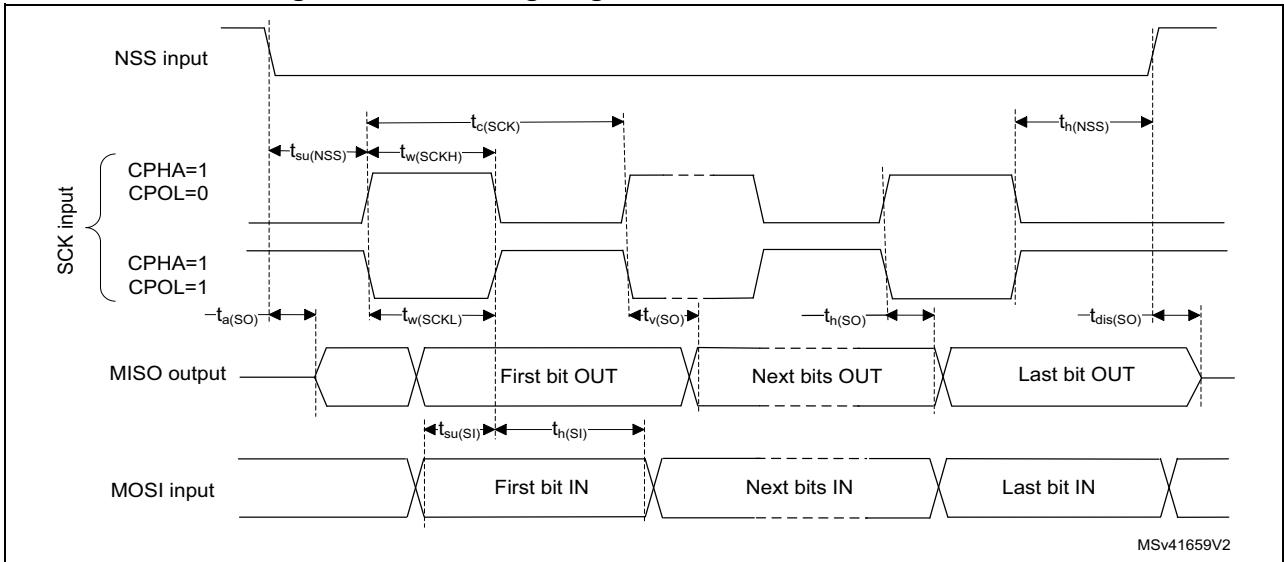 NSS input
tc(SCK)
th(NSS)
tsu(NSS)
tw(SCKH)
CPHA=1
CPOL=0
SCK input
CPHA=1
CPOL=1
ta(SO)
tw(SCKL)
tv(SO)
th(SO)
tdis(SO)
MISO output
First bit OUT
Next bits OUT
Last bit OUT
tsu(SI)
th(SI)
MOSI input
First bit IN
Next bits IN
Last bit IN
MSv41659V2